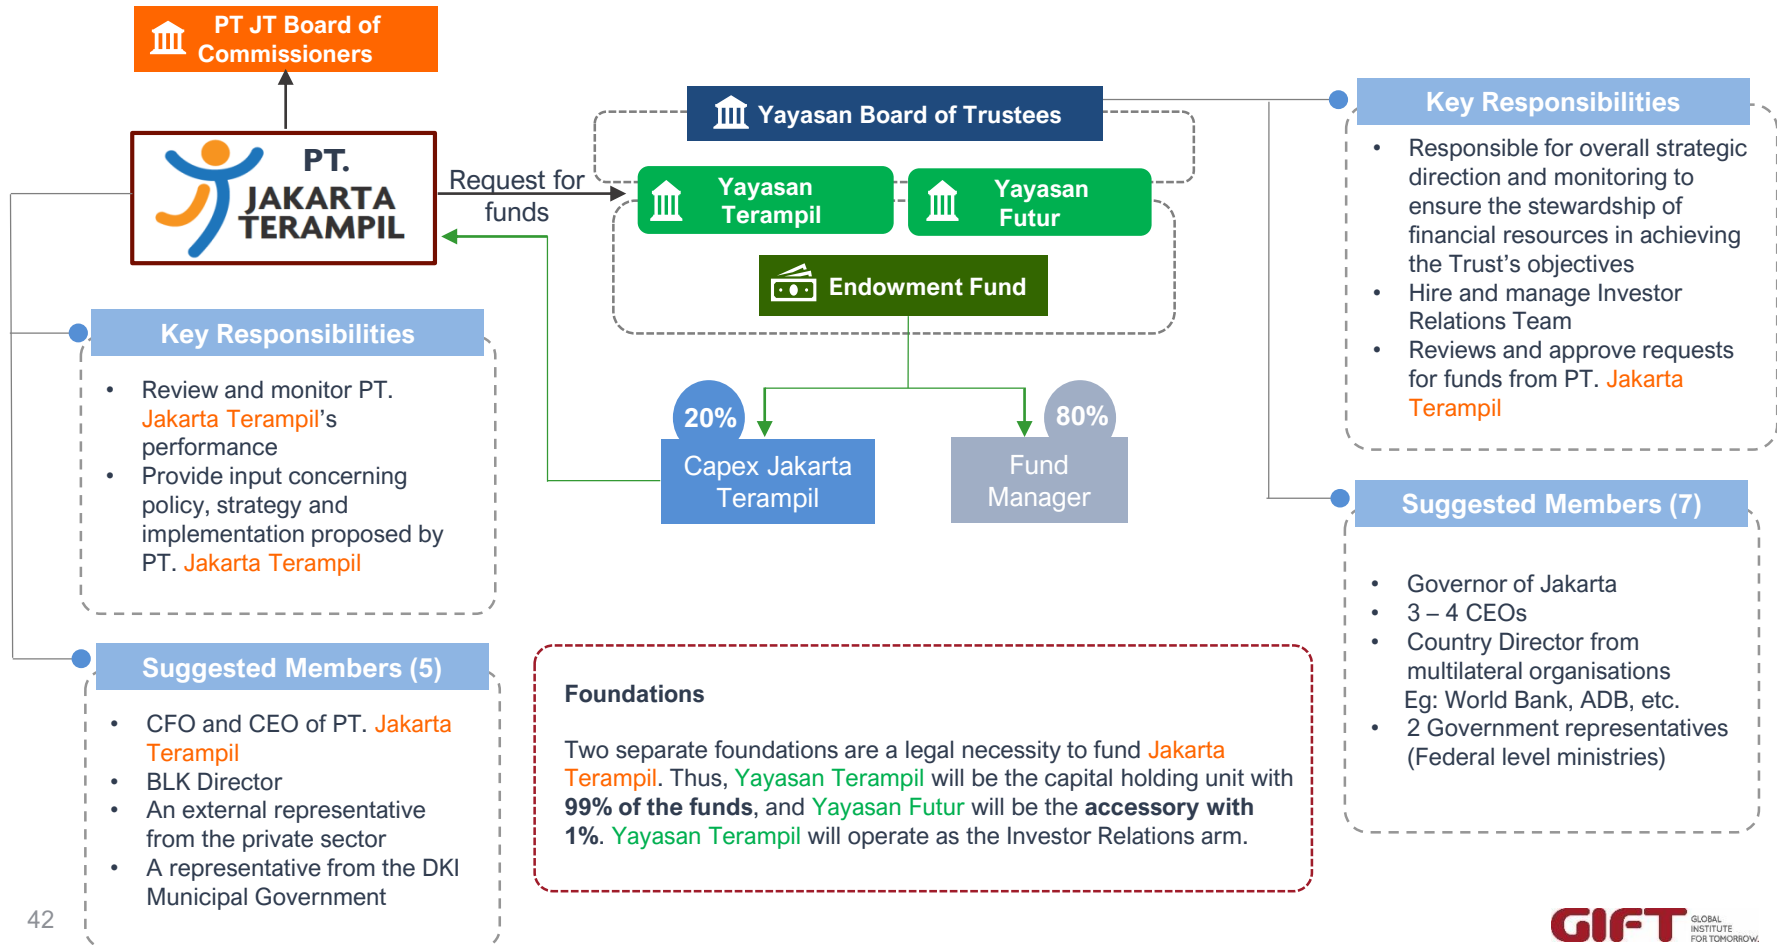 PT JT Board of
Commissioners
PT.
JAKARTA
TERAMPIL
Request for
funds
Yayasan Board of Trustees
Yayasan
Terampil
Yayasan
Futur
Endowment Fund
20%
Capex Jakarta
Terampil
80%
Fund
Manager
Key Responsibilities
• Review and monitor PT.
Jakarta Terampil’s
performance
• Provide input concerning
policy, strategy and
implementation proposed by
PT. Jakarta Terampil
Suggested Members (5)
• CFO and CEO of PT. Jakarta
Terampil
• BLK Director
• An external representative
from the private sector
• A representative from the DKI
Municipal Government
Foundations
Two separate foundations are a legal necessity to fund Jakarta
Terampil. Thus, Yayasan Terampil will be the capital holding unit with
99% of the funds, and Yayasan Futur will be the accessory with
1%. Yayasan Terampil will operate as the Investor Relations arm.
Key Responsibilities
• Responsible for overall strategic
direction and monitoring to
ensure the stewardship of
financial resources in achieving
the Trust’s objectives
• Hire and manage Investor
Relations Team
• Reviews and approve requests
for funds from PT. Jakarta
Terampil
Suggested Members (7)
• Governor of Jakarta
• 3 – 4 CEOs
• Country Director from
multilateral organisations
Eg: World Bank, ADB, etc.
• 2 Government representatives
(Federal level ministries)
42
GIFT
GLOBAL
INSTITUTE
FOR TOMORROW.